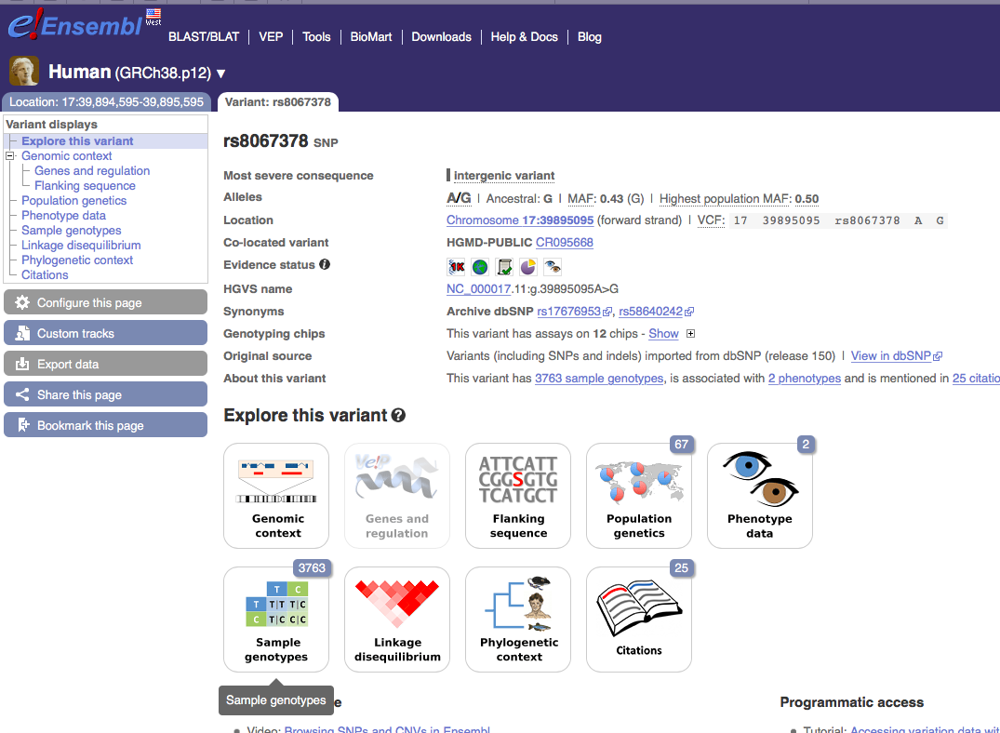 e!Ensembl West
BLAST/BLAT | VEP | Tools | BioMart | Downloads | Help & Docs | Blog
Human (GRCh38.p12) ▼
Location: 17:39,894,595-39,895,595
Variant: rs8067378
Variant displays
Explore this variant
Genomic context
Genes and regulation
Flanking sequence
Population genetics
Phenotype data
Sample genotypes
Linkage disequilibrium
Phylogenetic context
Citations
Configure this page
Custom tracks
Export data
Share this page
Bookmark this page
rs8067378 SNP
Most severe consequence intergenic variant
Alleles A/G | Ancestral: G | MAF: 0.43 (G) | Highest population MAF: 0.50
Location Chromosome 17:39895095 (forward strand) | VCF: 17 39895095 rs8067378 A G
Co-located variant HGMD-PUBLIC CR095668
Evidence status i 1K
HGVS name NC_000017.11:g.39895095A>G
Synonyms Archive dbSNP rs17676953, rs58640242
Genotyping chips This variant has assays on 12 chips - Show
Original source Variants (including SNPs and indels) imported from dbSNP (release 150) | View in dbSNP
About this variant This variant has 3763 sample genotypes, is associated with 2 phenotypes and is mentioned in 25 citatio
Explore this variant ?
Genomic
context
VeP
Genes and
regulation
ATTCATT
CGGSGTG
TCATGCT
Flanking
sequence
67
Population
genetics
2
Phenotype
data
3763
T C
T TT T|C
C T|C C|C
Sample
genotypes
Linkage
disequilibrium
Phylogenetic
context
25
Citations
Sample genotypes
e
Programmatic access
Video: Browsing SNPs and CNVs in Ensembl
Tutorial: Accessing variation data wit